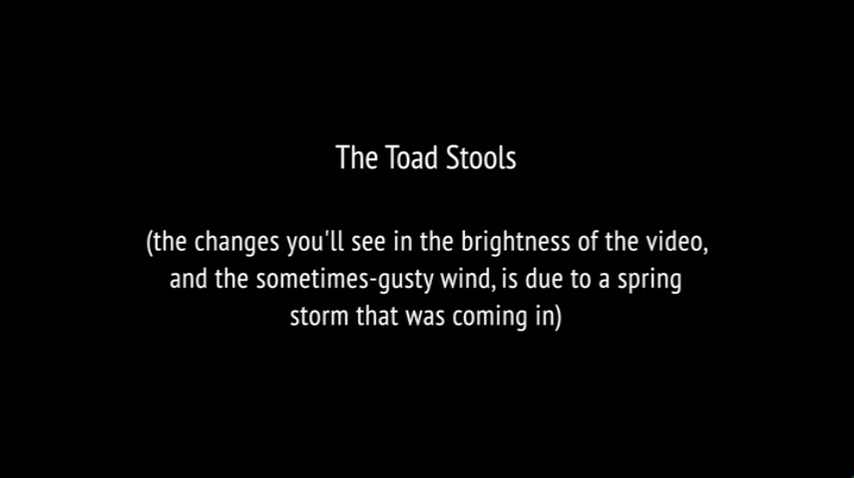 The Toad Stools
(the changes you'll see in the brightness of the video,
and the sometimes-gusty wind, is due to a spring
storm that was coming in)